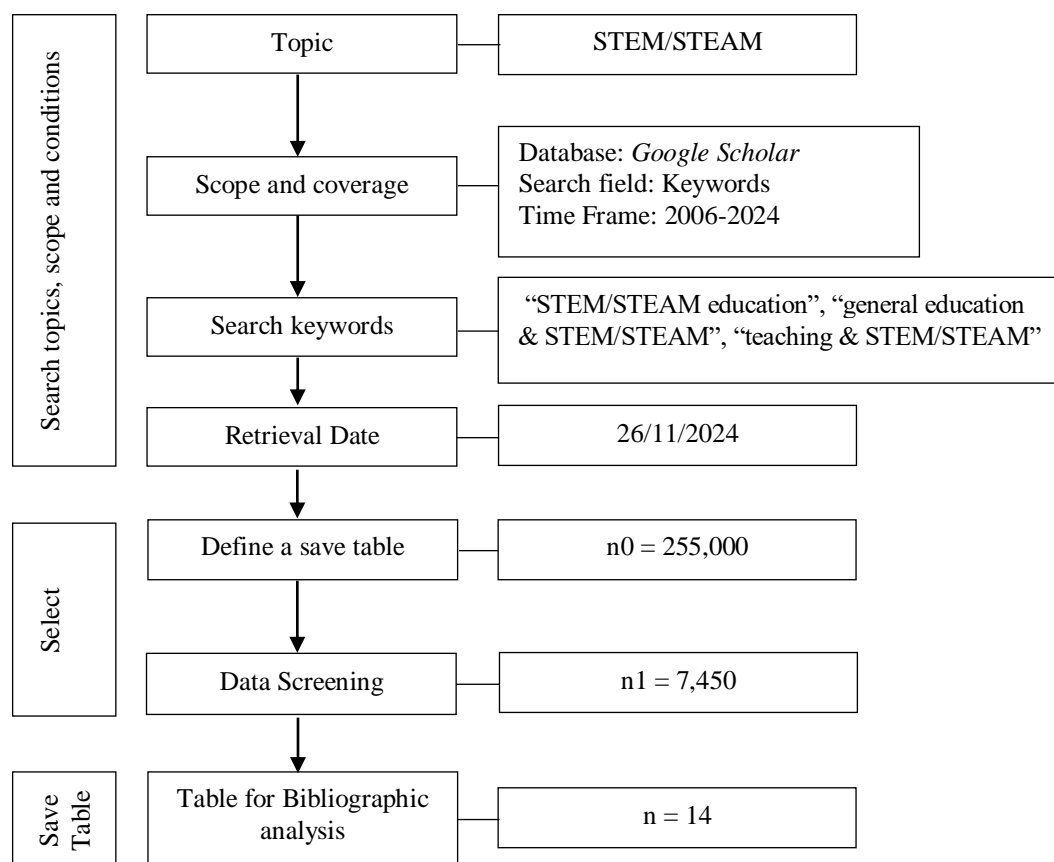 Search topics, scope and conditions
Topic
STEM/STEAM
Scope and coverage
Database: Google Scholar
Search field: Keywords
Time Frame: 2006-2024
Search keywords
“STEM/STEAM education”, “general education
& STEM/STEAM”, “teaching & STEM/STEAM”
Retrieval Date
26/11/2024
Select
Define a save table
n0 = 255,000
Data Screening
n1 = 7,450
Save
Table
Table for Bibliographic
analysis
n = 14